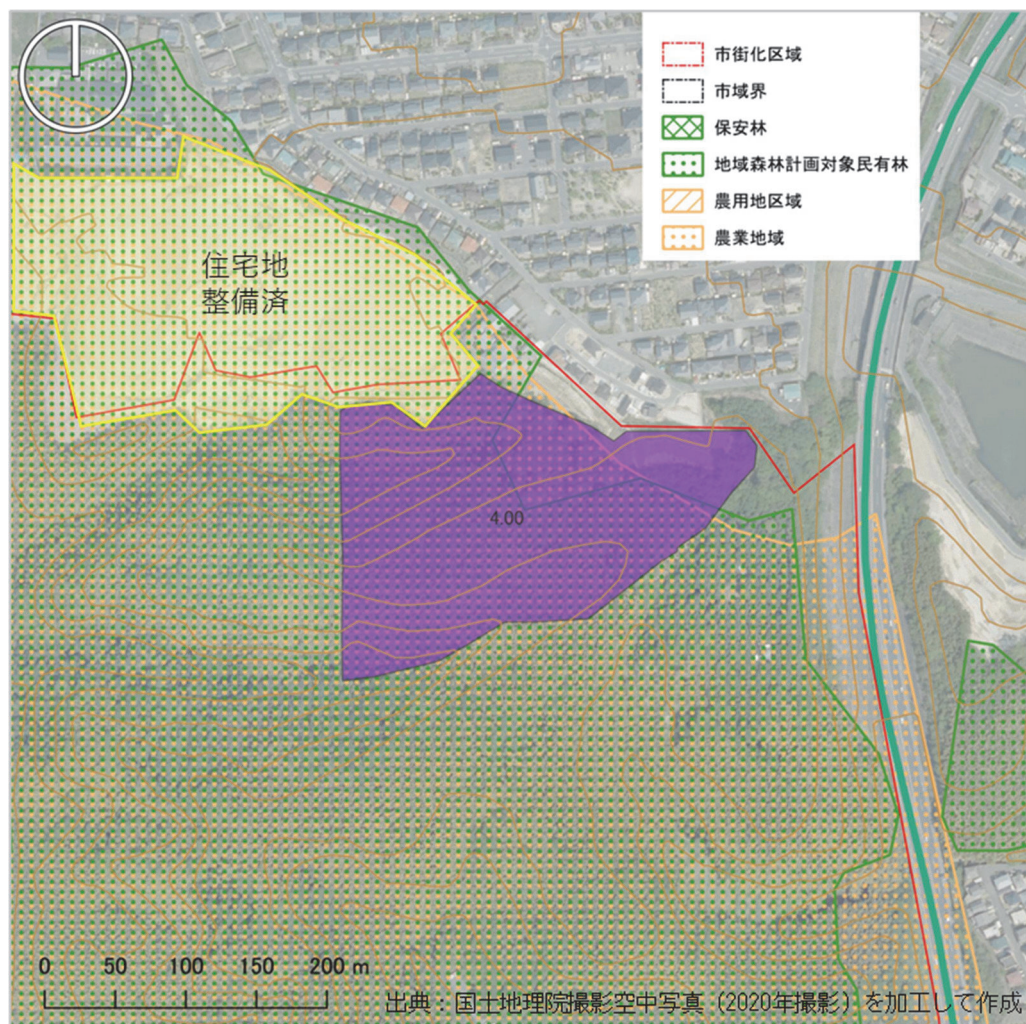 市街化区域
市域界
保安林
地域森林計画対象民有林
農用地区域
農業地域
住宅地
整備済
4.00
0 50 100 150 200 m
出典：国土地理院撮影空中写真（2020年撮影）を加工して作成